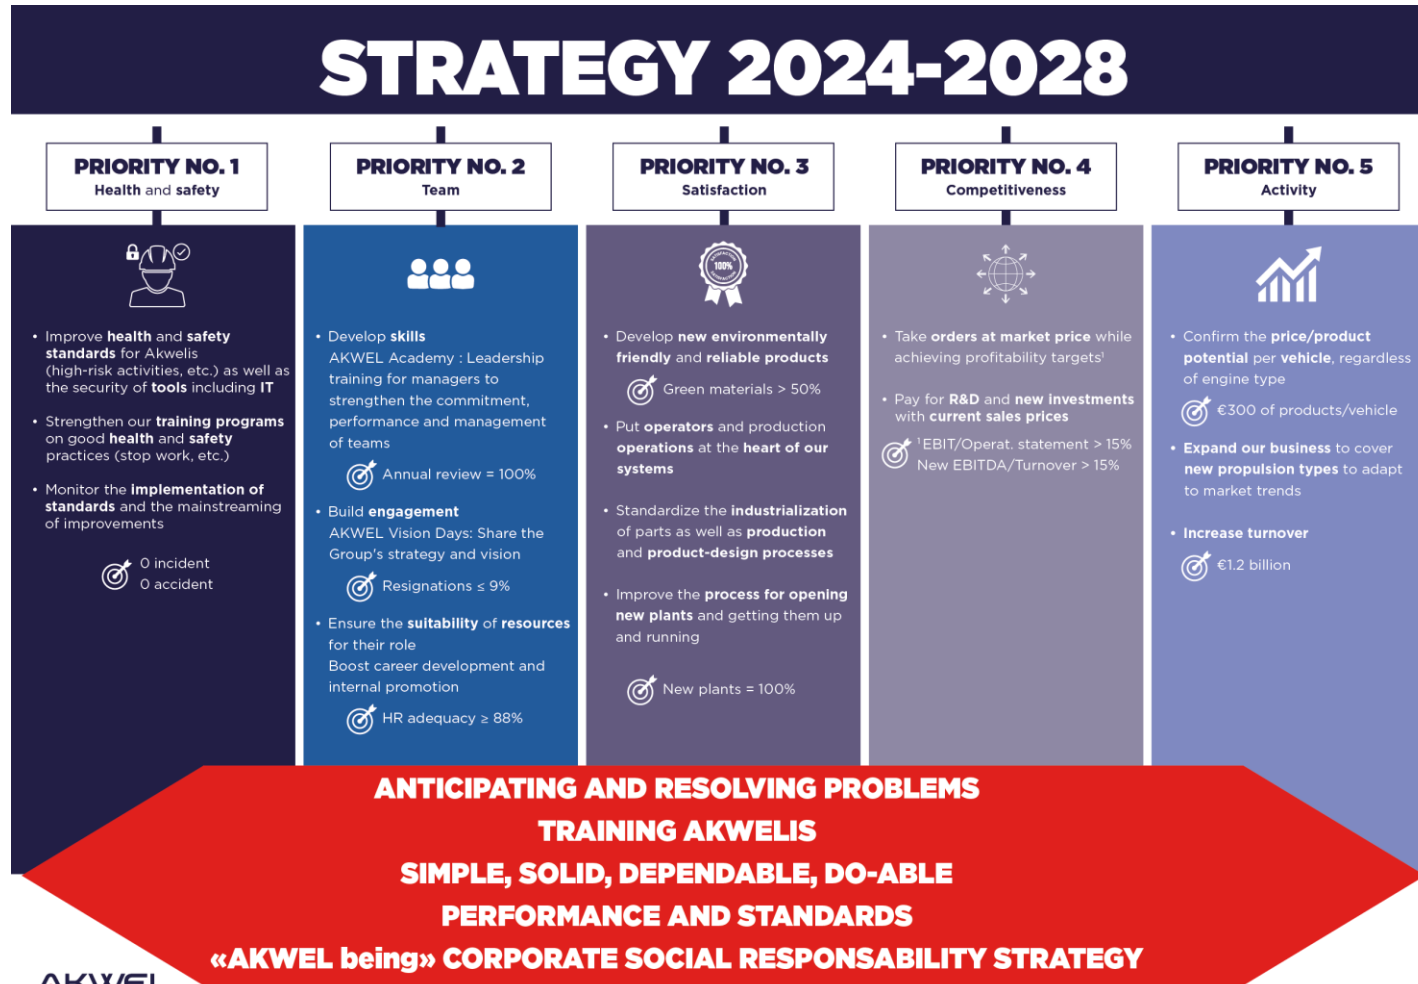 STRATEGY 2024-2028
PRIORITY NO. 1
Health and safety
• Improve health and safety
standards for Akwelis
(high-risk activities, etc.) as well as
the security of tools including IT
• Strengthen our training programs
on good health and safety
practices (stop work, etc.)
• Monitor the implementation of
standards and the mainstreaming
of improvements
0 incident
0 accident
PRIORITY NO. 2
Team
• Develop skills
AKWEL Academy : Leadership
training for managers to
strengthen the commitment,
performance and management
of teams
Annual review = 100%
• Build engagement
AKWEL Vision Days: Share the
Group's strategy and vision
Resignations ≤ 9%
• Ensure the suitability of resources
for their role
Boost career development and
internal promotion
HR adequacy ≥ 88%
PRIORITY NO. 3
Satisfaction
SATISFACTION
100%
SATISFACTION
• Develop new environmentally
friendly and reliable products
Green materials > 50%
• Put operators and production
operations at the heart of our
systems
• Standardize the industrialization
of parts as well as production
and product-design processes
• Improve the process for opening
new plants and getting them up
and running
New plants = 100%
PRIORITY NO. 4
Competitiveness
• Take orders at market price while
achieving profitability targets¹
• Pay for R&D and new investments
with current sales prices
¹ EBIT/Operat. statement > 15%
New EBITDA/Turnover > 15%
PRIORITY NO. 5
Activity
• Confirm the price/product
potential per vehicle, regardless
of engine type
€300 of products/vehicle
• Expand our business to cover
new propulsion types to adapt
to market trends
• Increase turnover
€1.2 billion
ANTICIPATING AND RESOLVING PROBLEMS
TRAINING AKWELIS
SIMPLE, SOLID, DEPENDABLE, DO-ABLE
PERFORMANCE AND STANDARDS
«AKWEL being» CORPORATE SOCIAL RESPONSABILITY STRATEGY
AKWEL